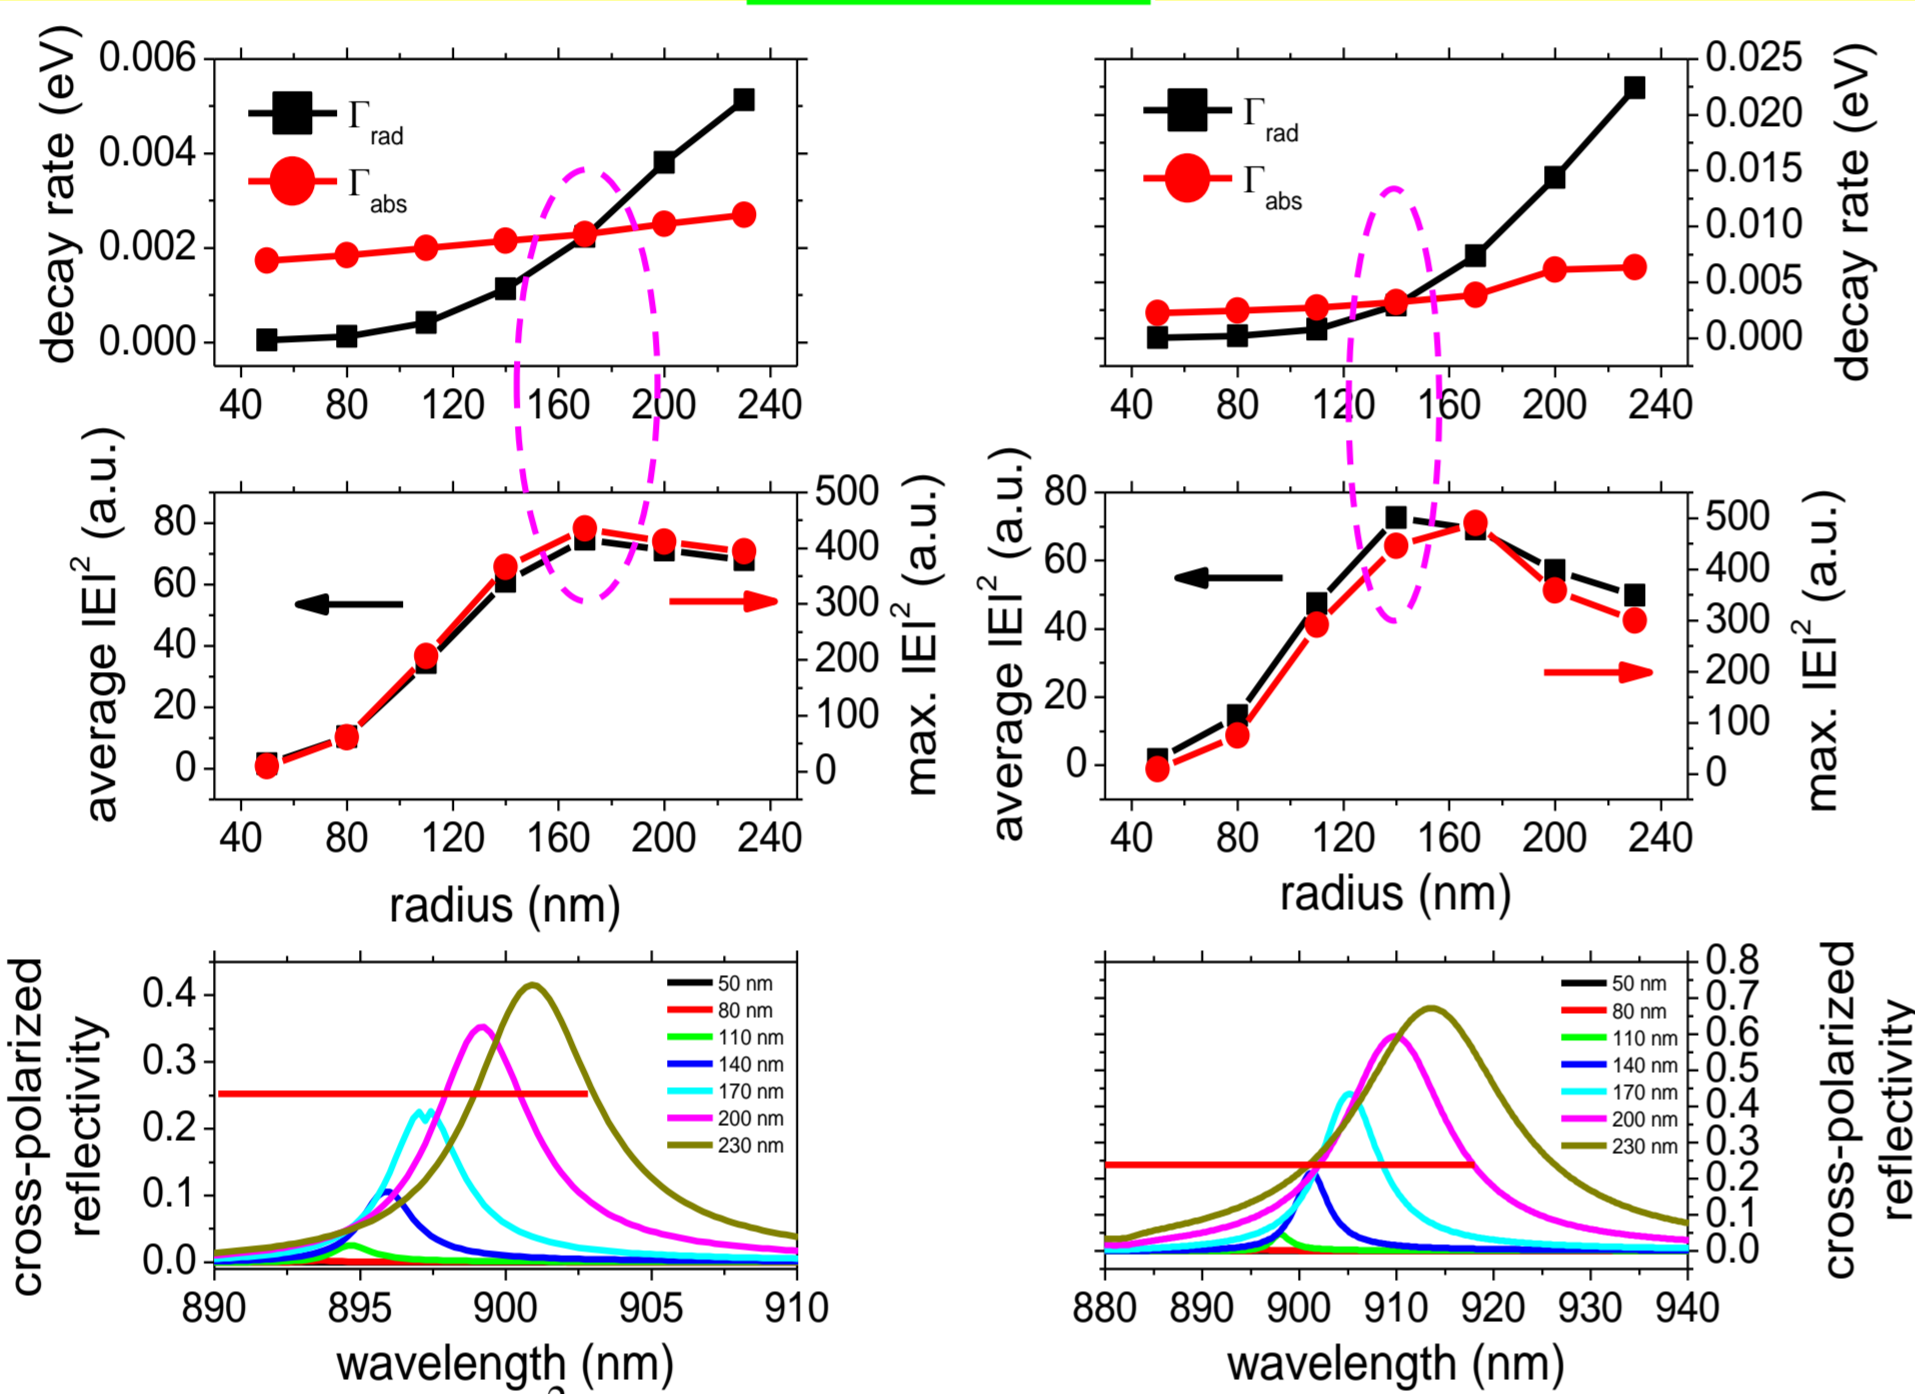 decay rate (eV)
0.006
0.004
0.002
0.000
Γrad
Γabs
40 80 120 160 200 240
decay rate (eV)
0.025
0.020
0.015
0.010
0.005
0.000
Γrad
Γabs
40 80 120 160 200 240
average IEI² (a.u.)
80
60
40
20
0
500
400
300
200
100
0
max. IEI² (a.u.)
40 80 120 160 200 240
radius (nm)
average IEI² (a.u.)
80
60
40
20
0
500
400
300
200
100
0
max. IEI² (a.u.)
40 80 120 160 200 240
radius (nm)
cross-polarized
reflectivity
0.4
0.3
0.2
0.1
0.0
50 nm
80 nm
110 nm
140 nm
170 nm
200 nm
230 nm
890 895 900 905 910
wavelength (nm)
2
50 nm
80 nm
110 nm
140 nm
170 nm
200 nm
230 nm
0.8
0.7
0.6
0.5
0.4
0.3
0.2
0.1
0.0
cross-polarized
reflectivity
880 890 900 910 920 930 940
wavelength (nm)